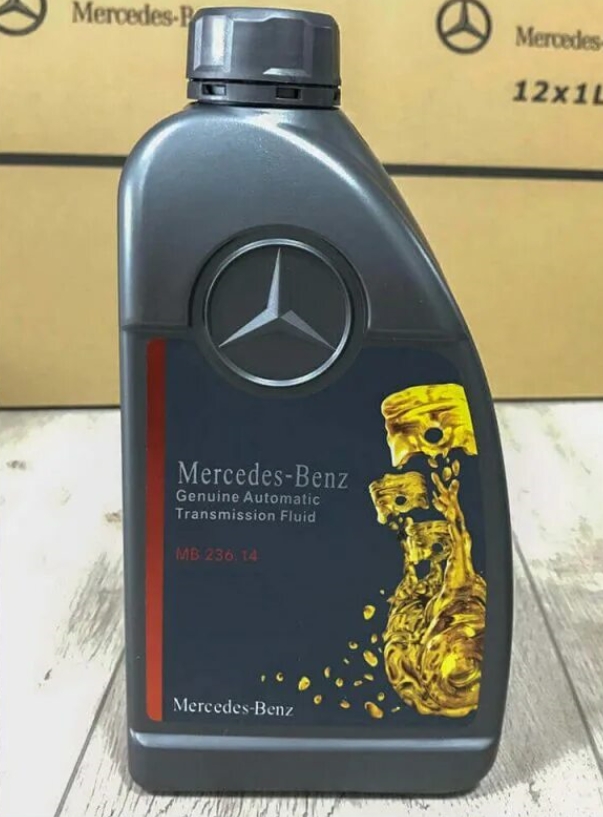 Mercedes-B
Mercedes-
12x1L
Mercedes-Benz
Genuine Automatic
Transmission Fluid
MB 236.14
Mercedes-Benz